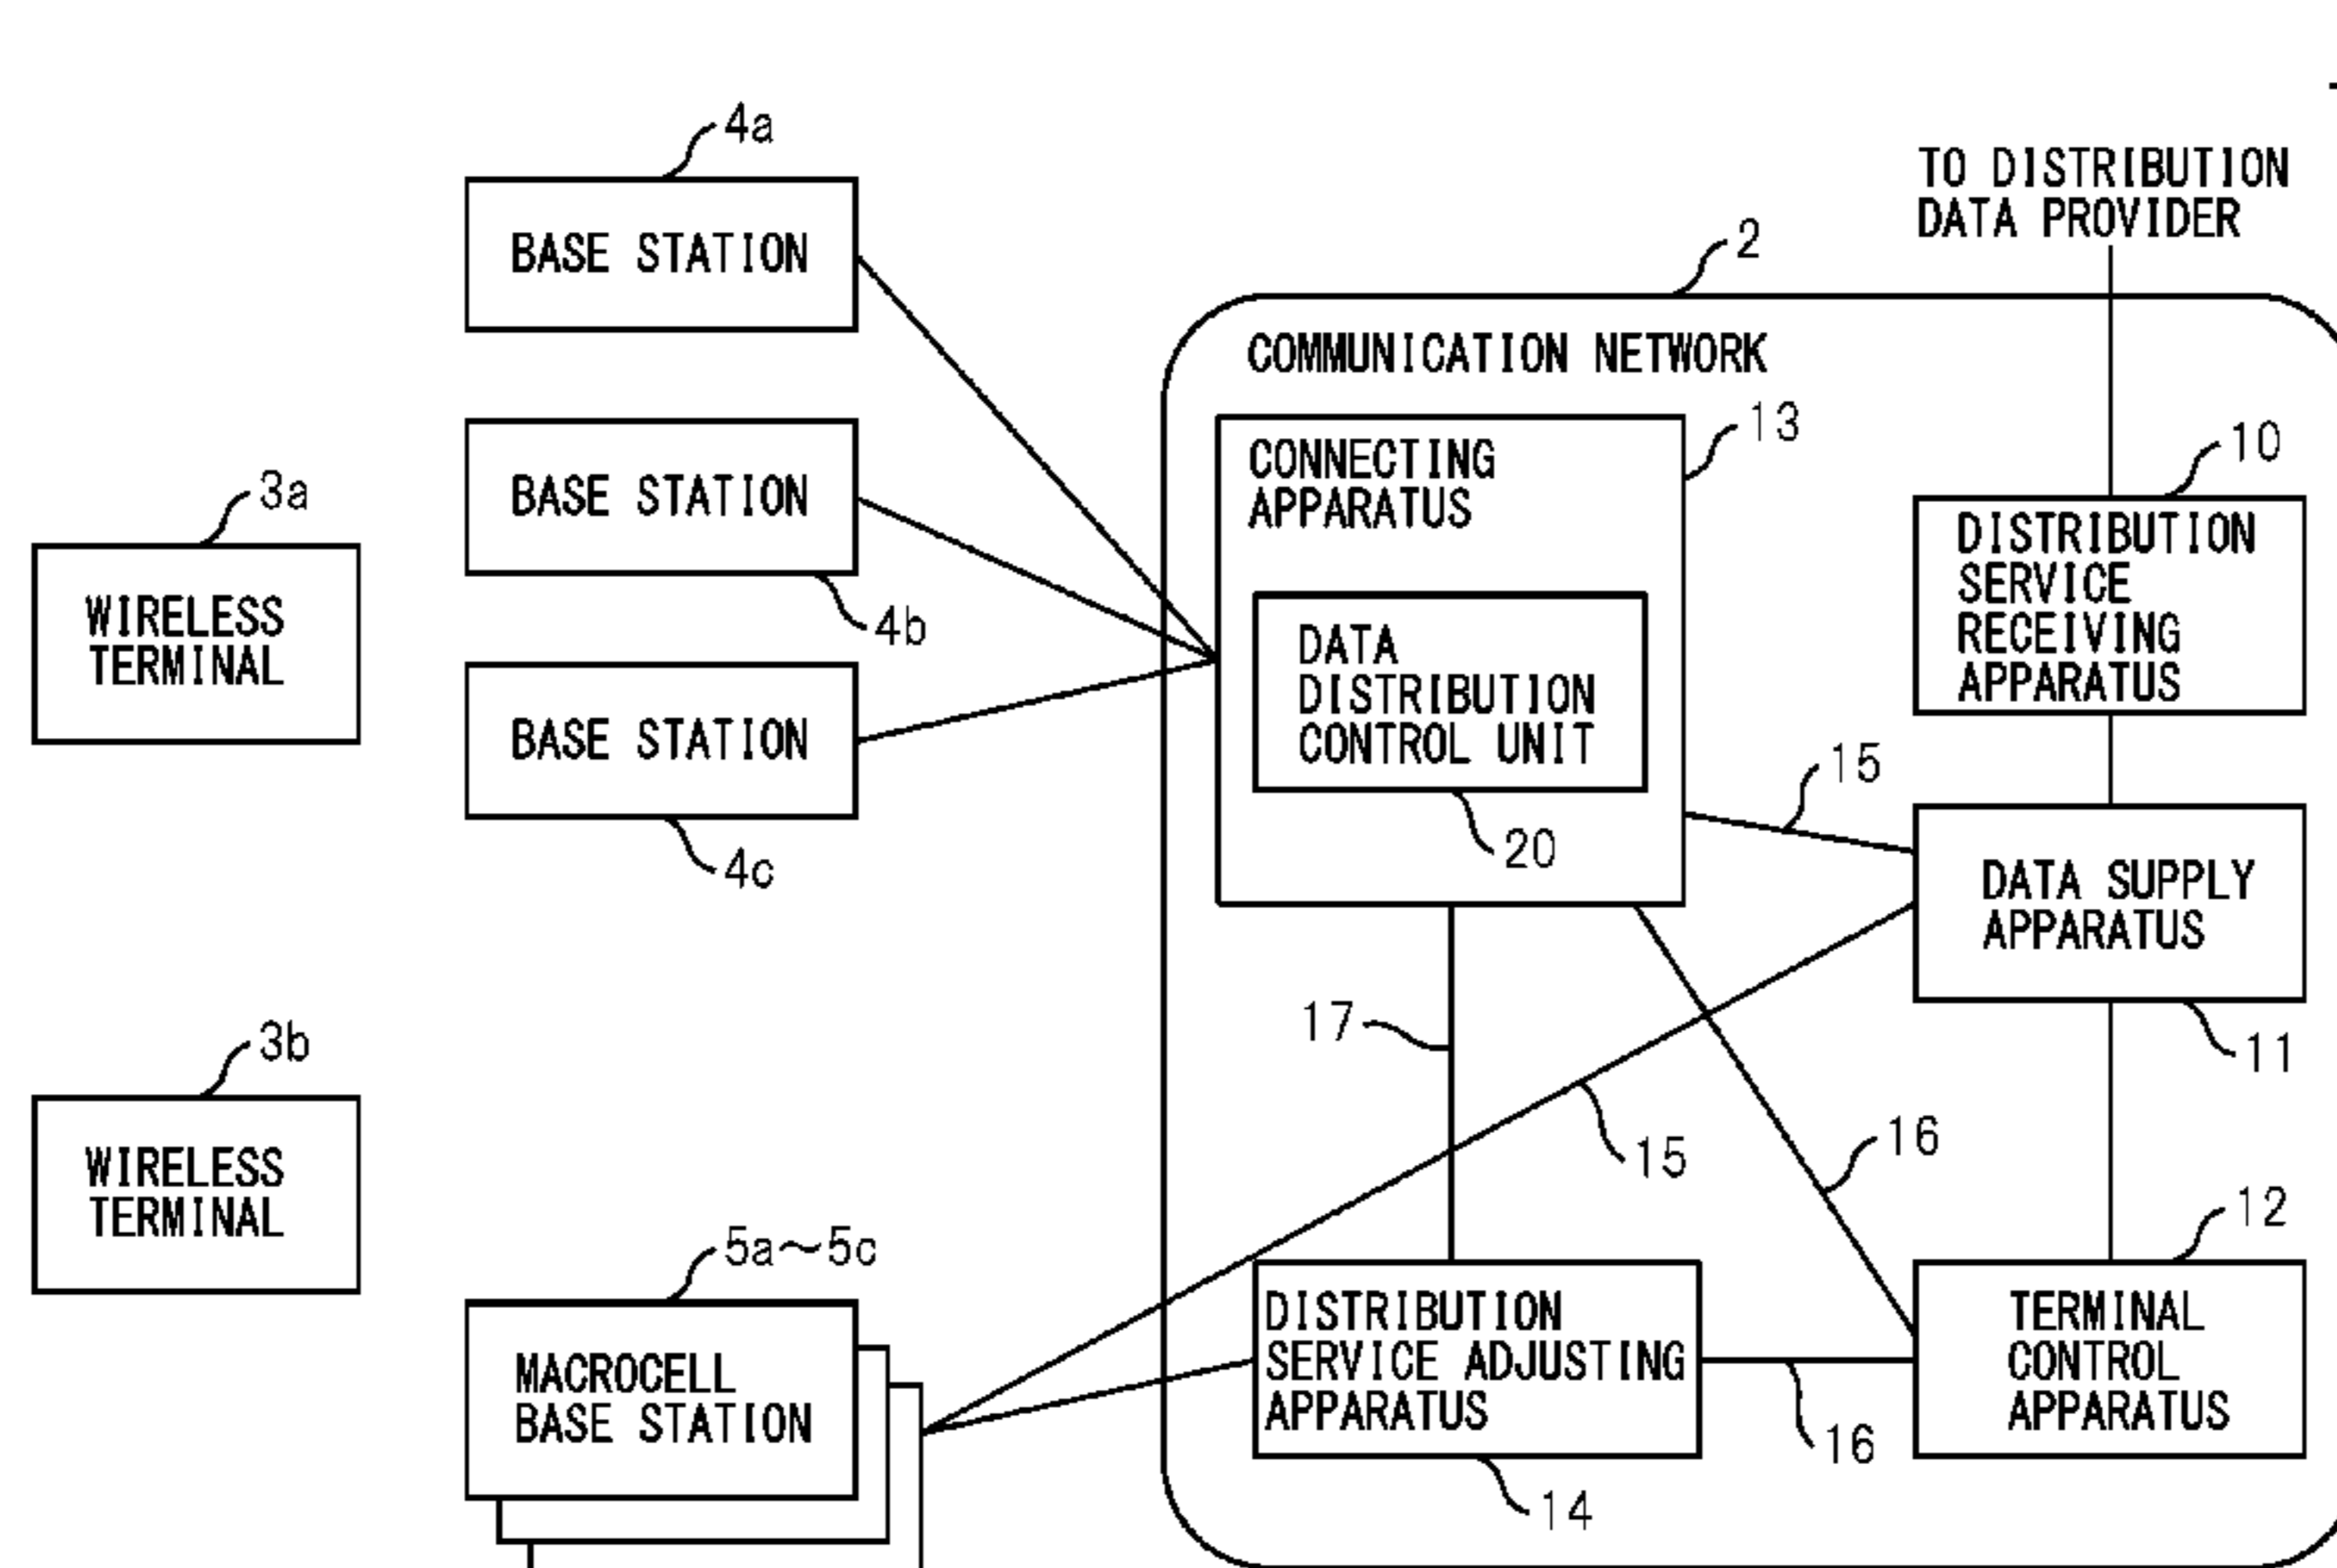 4a
BASE STATION
TO DISTRIBUTION
DATA PROVIDER
2
COMMUNICATION NETWORK
13
CONNECTING
APPARATUS
10
BASE STATION
4b
3a
WIRELESS
TERMINAL
DISTRIBUTION
SERVICE
RECEIVING
APPARATUS
DATA
DISTRIBUTION
CONTROL UNIT
BASE STATION
4c
20
15
DATA SUPPLY
APPARATUS
11
17
15
16
3b
WIRELESS
TERMINAL
12
5a～5c
MACROCELL
BASE STATION
DISTRIBUTION
SERVICE ADJUSTING
APPARATUS
14
16
TERMINAL
CONTROL
APPARATUS